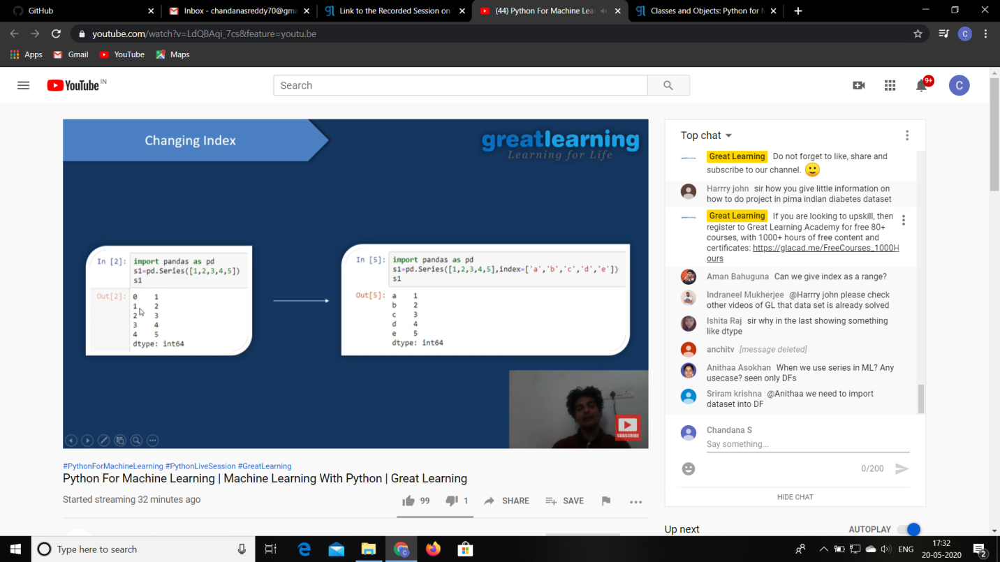 GitHub
Inbox - chandanasreddy70@gma
Link to the Recorded Session on
(44) Python For Machine Lear
Classes and Objects: Python for M
youtube.com/watch?v=LdQBAqi_7cs&feature=youtu.be
C
Apps
Gmail
YouTube
Maps
YouTube IN
Search
9+
C
Changing Index
greatlearning
Learning for Life
In [2]:
import pandas as pd
s1=pd.Series([1,2,3,4,5])
s1
Out[2]:
0 1
1 2
2 3
3 4
4 5
dtype: int64
In [5]:
import pandas as pd
s1=pd.Series([1,2,3,4,5],index=['a','b','c','d','e'])
s1
Out[5]:
a 1
b 2
c 3
d 4
e 5
dtype: int64
SUBSCRIBE
#PythonForMachineLearning #PythonLiveSession #GreatLearning
Python For Machine Learning | Machine Learning With Python | Great Learning
Started streaming 32 minutes ago
99
1
SHARE
SAVE
Top chat
Great Learning Do not forget to like, share and
subscribe to our channel.
Harrry john sir how you give little information on
how to do project in pima indian diabetes dataset
Great Learning If you are looking to upskill, then
register to Great Learning Academy for free 80+
courses, with 1000+ hours of free content and
certificates: https://glacad.me/FreeCourses_1000H
ours
Aman Bahuguna Can we give index as a range?
Indraneel Mukherjee @Harrry john please check
other videos of GL that data set is already solved
Ishita Raj sir why in the last showing something
like dtype
anchitv [message deleted]
Anithaa Asokhan When we use series in ML? Any
usecase? seen only DFs
Sriram krishna @Anithaa we need to import
dataset into DF
Chandana S
Say something...
0/200
HIDE CHAT
Up next
AUTOPLAY
Type here to search
C
ENG
17:32
20-05-2020
2